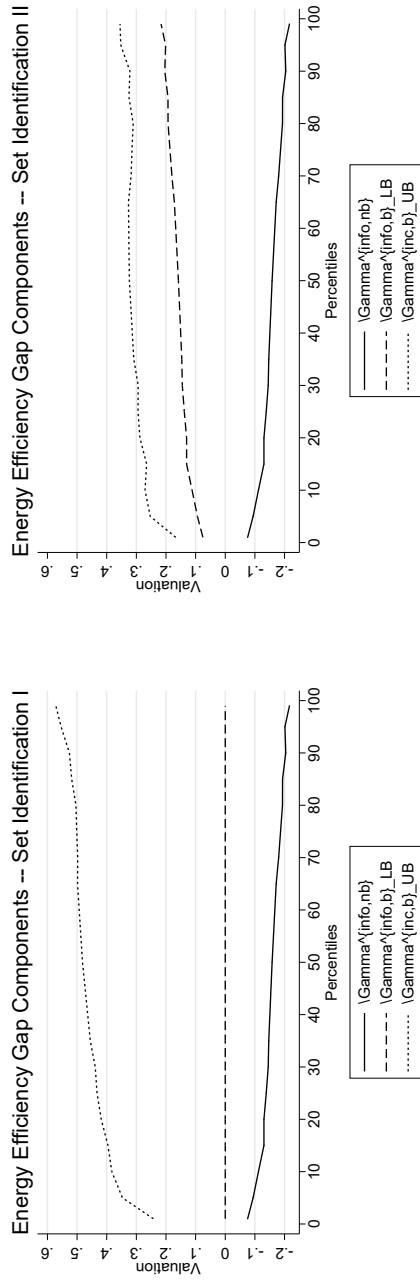 Energy Efficiency Gap Components -- Set Identification I
.6
.5
.4
.3
.2
.1
0
-.1
-.2
Valuation
0 10 20 30 40 50 60 70 80 90 100
Percentiles
\Gamma^{info,nb}
\Gamma^{info,b}_LB
\Gamma^{inc,b}_UB
Energy Efficiency Gap Components -- Set Identification II
.6
.5
.4
.3
.2
.1
0
-.1
-.2
Valuation
0 10 20 30 40 50 60 70 80 90 100
Percentiles
\Gamma^{info,nb}
\Gamma^{info,b}_LB
\Gamma^{inc,b}_UB